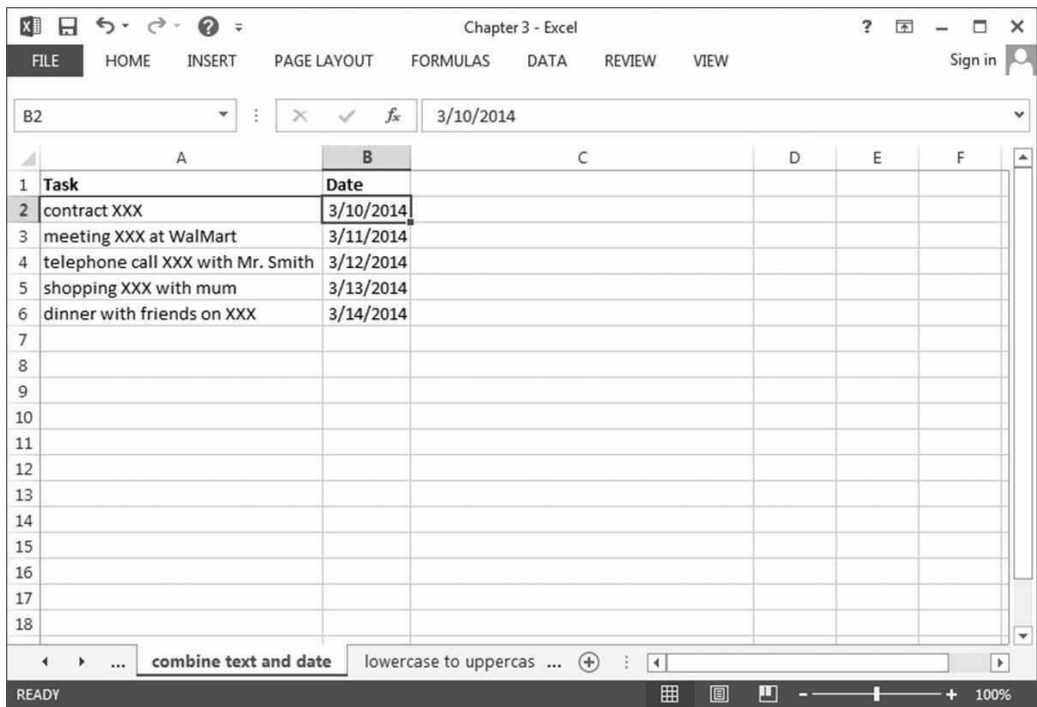 Chapter 3 - Excel ?
FILE HOME INSERT PAGE LAYOUT FORMULAS DATA REVIEW VIEW Sign in
B2 fx 3/10/2014
A B C D E F
1 Task Date
2 contract XXX 3/10/2014
3 meeting XXX at WalMart 3/11/2014
4 telephone call XXX with Mr. Smith 3/12/2014
5 shopping XXX with mum 3/13/2014
6 dinner with friends on XXX 3/14/2014
7
8
9
10
11
12
13
14
15
16
17
18
... combine text and date lowercase to uppercas ...
READY 100%